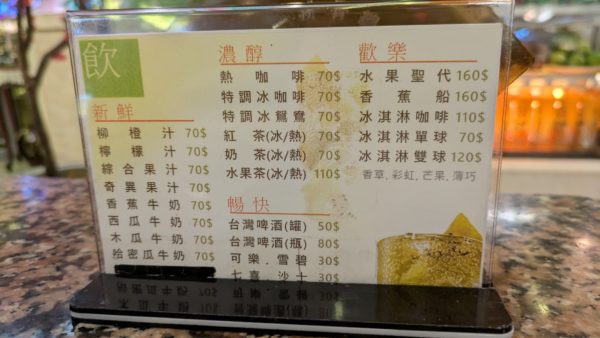 飲
新鮮
柳橙汁 70$
檸檬汁 70$
綜合果汁 70$
奇異果汁 70$
香蕉牛奶 70$
西瓜牛奶 70$
木瓜牛奶 70$
哈密瓜牛奶 70$
濃醇
熱咖啡 70$
特調冰咖啡 70$
特調冰鴛鴦 70$
紅茶(冰/熱) 70$
奶茶(冰/熱) 70$
水果茶(冰/熱) 110$
暢快
台灣啤酒(罐) 50$
台灣啤酒(瓶) 80$
可樂.雪碧 30$
七喜.沙士 30$
歡樂
水果聖代 160$
香蕉船 160$
冰淇淋咖啡 110$
冰淇淋單球 70$
冰淇淋雙球 120$
香草, 彩虹, 芒果, 薄巧